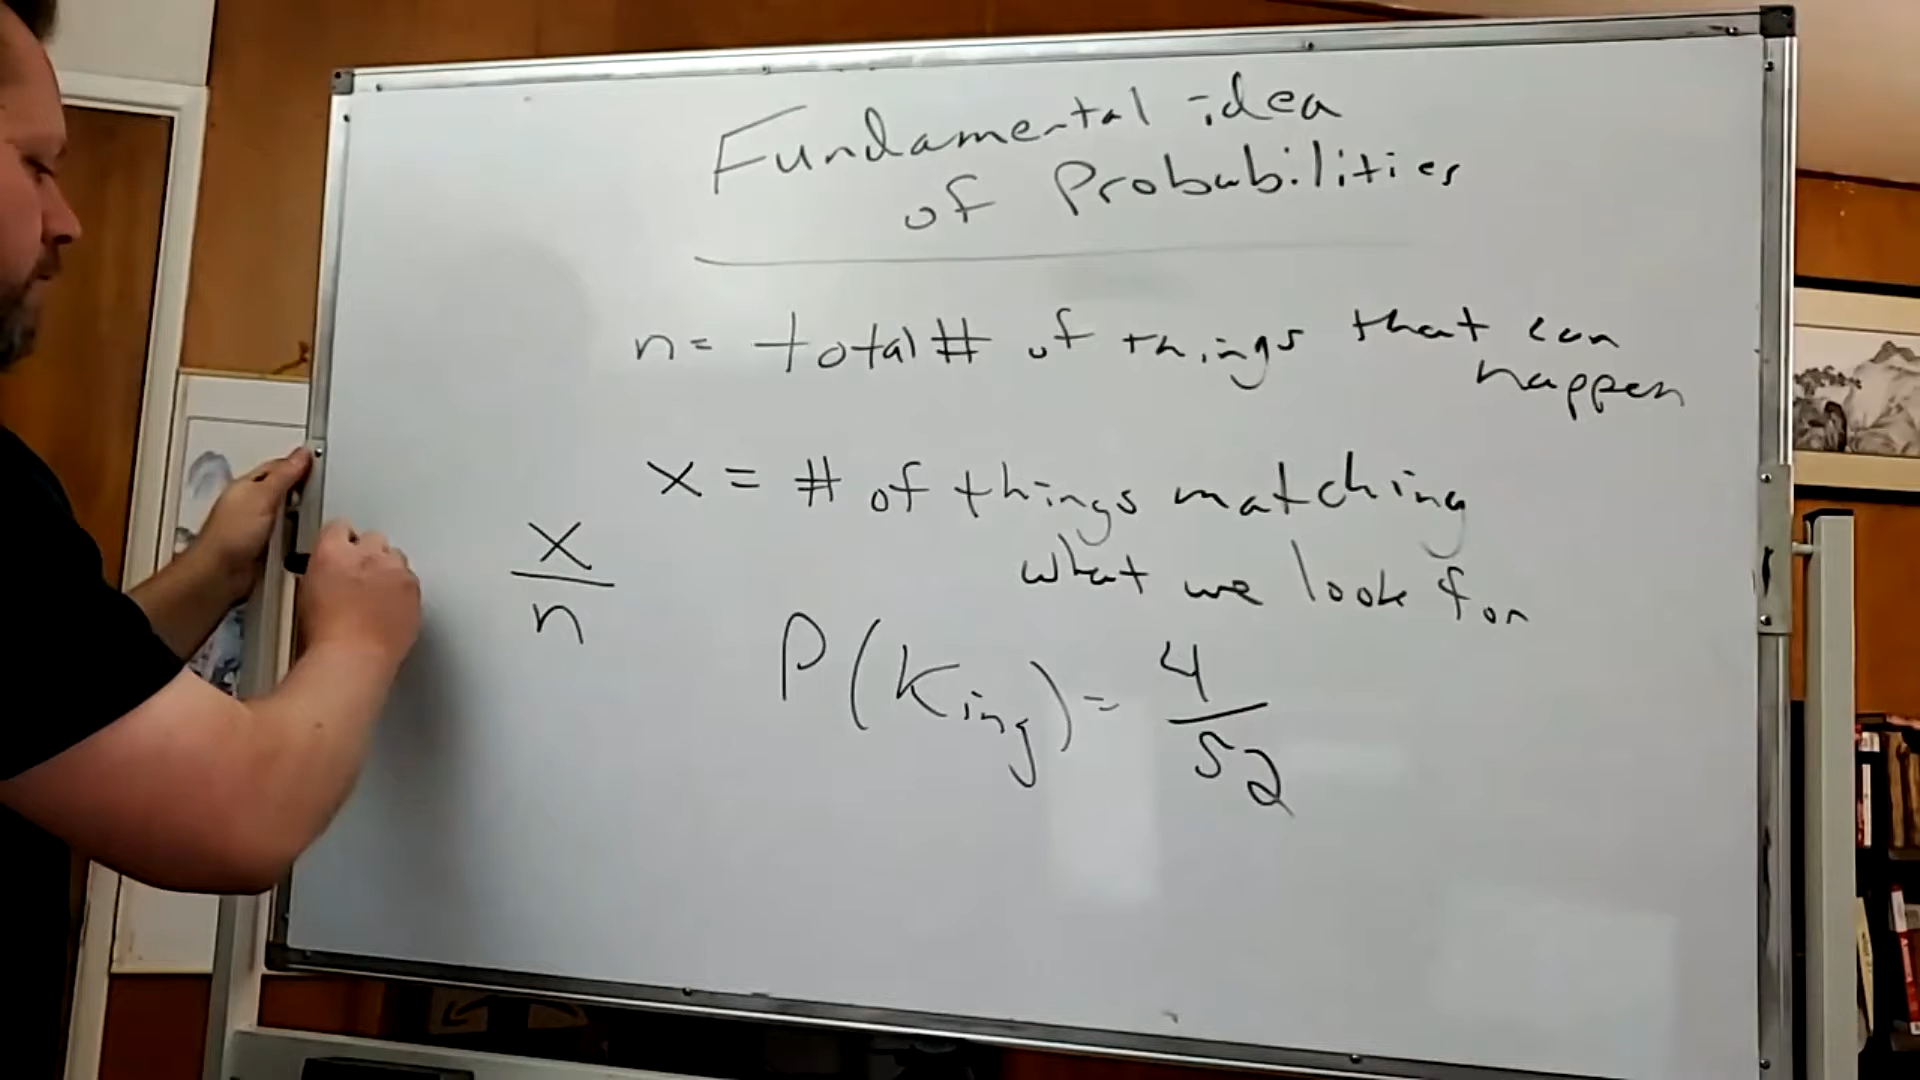 Fundamental idea
of Probabilities
n = total # of things that can
happen
x = # of things matching
what we look for
x
n
P(King) = 4
52